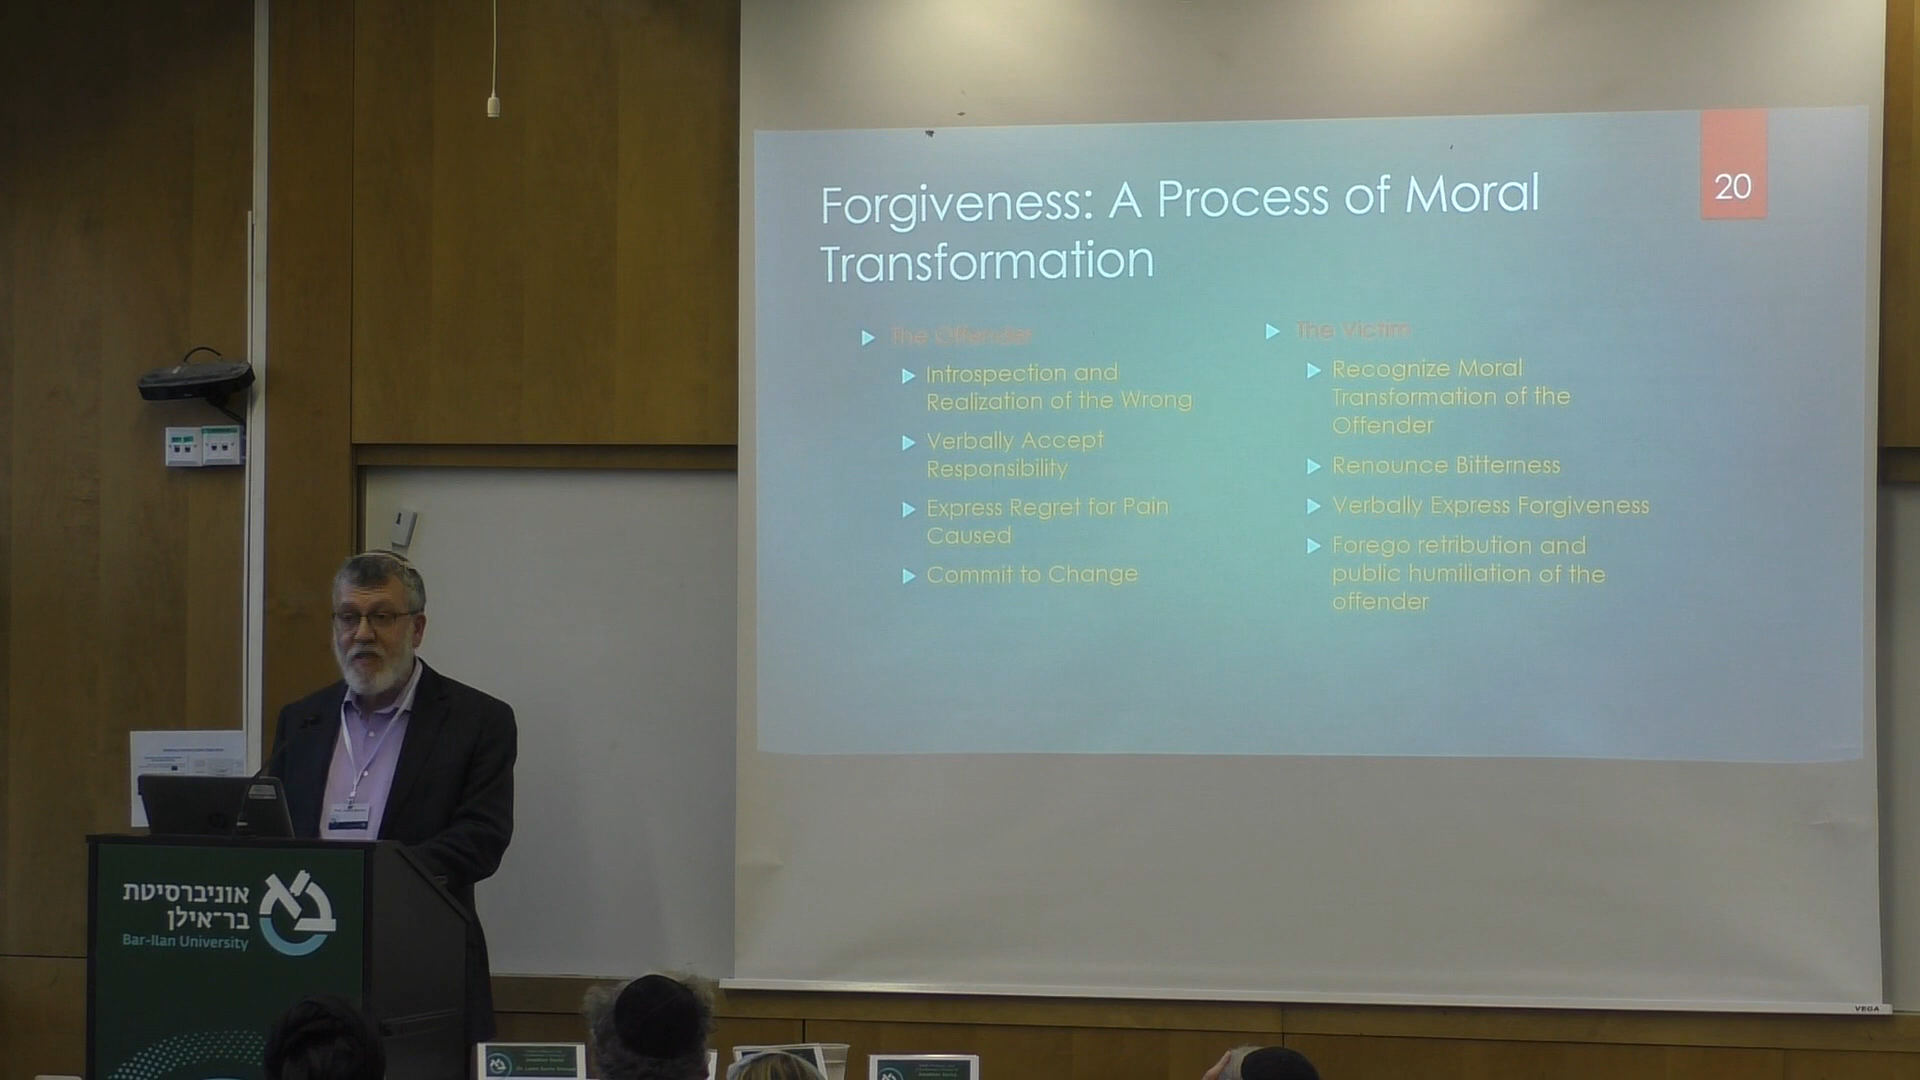 Forgiveness: A Process of Moral
Transformation
20
The Offender
Introspection and
Realization of the Wrong
Verbally Accept
Responsibility
Express Regret for Pain
Caused
Commit to Change
The Victim
Recognize Moral
Transformation of the
Offender
Renounce Bitterness
Verbally Express Forgiveness
Forego retribution and
public humiliation of the
offender
אוניברסיטת
בר־אילן
Bar-Ilan University
VEGA